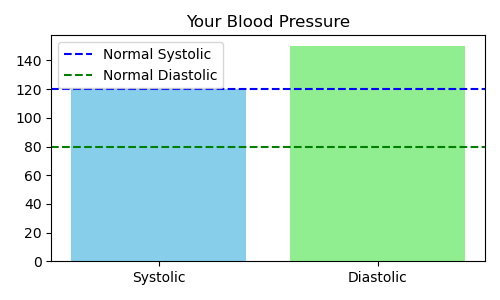 Your Blood Pressure
Normal Systolic
Normal Diastolic
140
120
100
80
60
40
20
0
Systolic
Diastolic